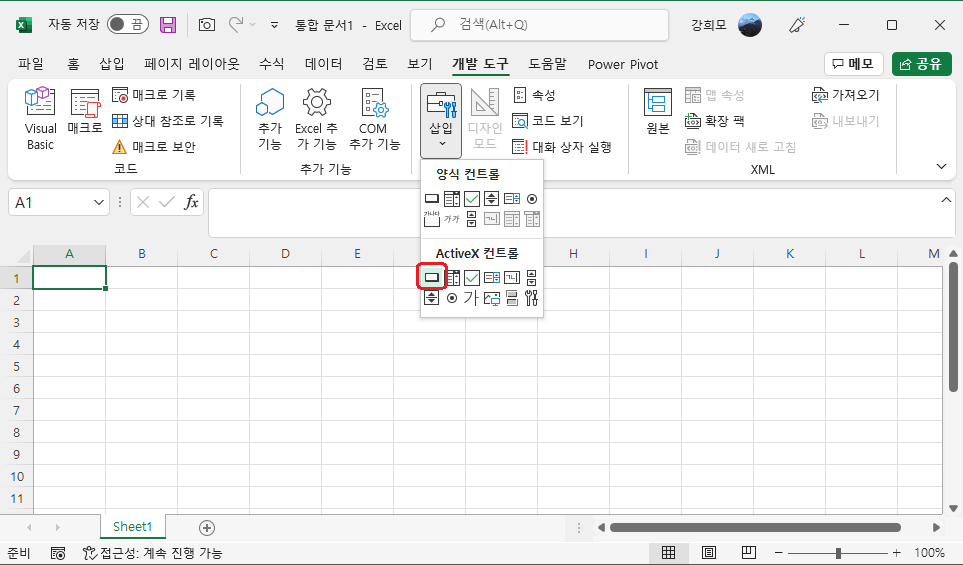 자동 저장 끔 통합 문서1 - Excel 검색(Alt+Q) 강희모
파일 홈 삽입 페이지 레이아웃 수식 데이터 검토 보기 개발 도구 도움말 Power Pivot 메모 공유
Visual Basic
매크로
매크로 기록
상대 참조로 기록
매크로 보안
코드
추가 기능
Excel 추가 기능
COM 추가 기능
추가 기능
삽입
디자인 모드
속성
코드 보기
대화 상자 실행
원본
맵 속성
확장 팩
데이터 새로 고침
가져오기
내보내기
XML
양식 컨트롤
가나다 가가
ActiveX 컨트롤
가
A1 fx
A B C D E H I J K L M
1
2
3
4
5
6
7
8
9
10
11
Sheet1
준비 접근성: 계속 진행 가능 100%